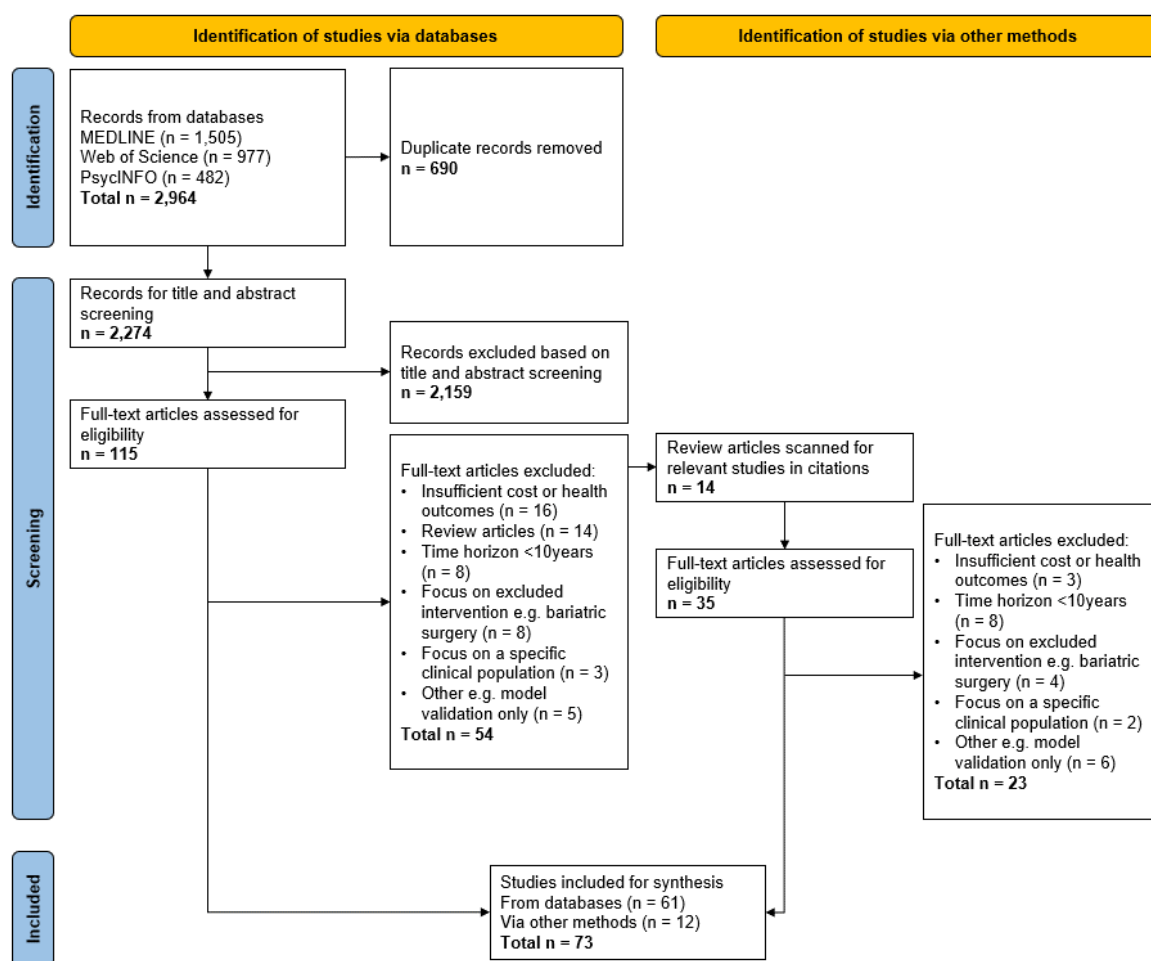 Identification of studies via databases
Identification of studies via other methods
Identification
Records from databases
MEDLINE (n = 1,505)
Web of Science (n = 977)
PsycINFO (n = 482)
Total n = 2,964
Duplicate records removed
n = 690
Screening
Records for title and abstract
screening
n = 2,274
Records excluded based on
title and abstract screening
n = 2,159
Full-text articles assessed for
eligibility
n = 115
Full-text articles excluded:
• Insufficient cost or health
outcomes (n = 16)
• Review articles (n = 14)
• Time horizon <10years
(n = 8)
• Focus on excluded
intervention e.g. bariatric
surgery (n = 8)
• Focus on a specific
clinical population (n = 3)
• Other e.g. model
validation only (n = 5)
Total n = 54
Review articles scanned for
relevant studies in citations
n = 14
Full-text articles assessed for
eligibility
n = 35
Full-text articles excluded:
• Insufficient cost or health
outcomes (n = 3)
• Time horizon <10years
(n = 8)
• Focus on excluded
intervention e.g. bariatric
surgery (n = 4)
• Focus on a specific
clinical population (n = 2)
• Other e.g. model
validation only (n = 6)
Total n = 23
Included
Studies included for synthesis
From databases (n = 61)
Via other methods (n = 12)
Total n = 73